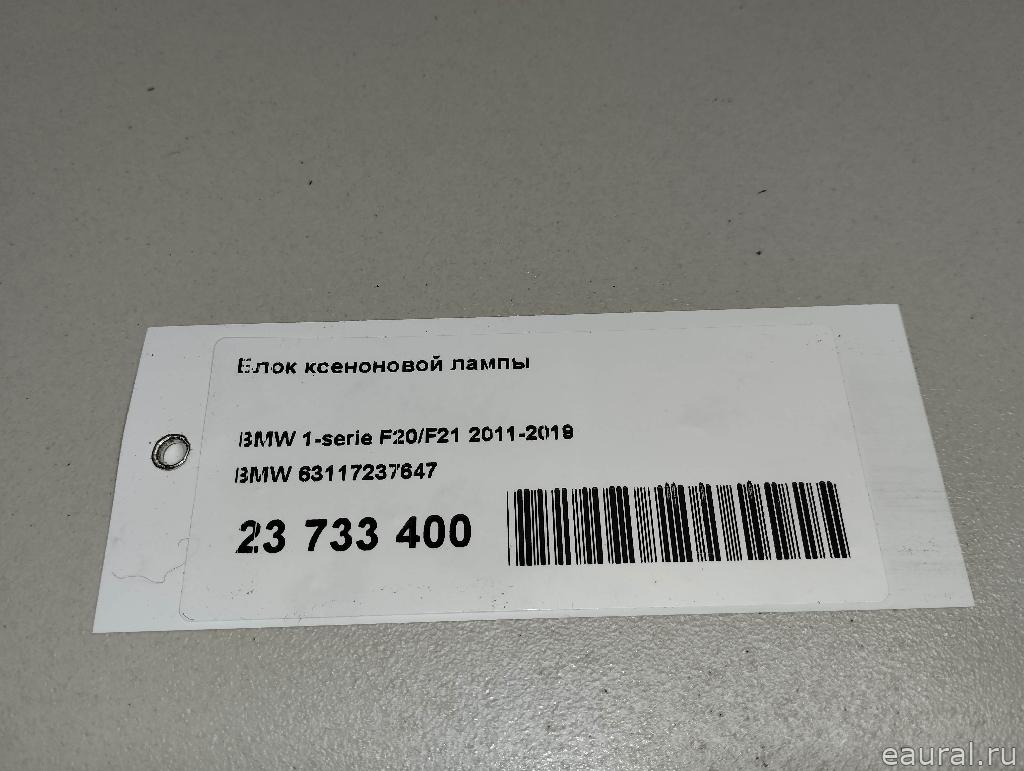 Блок ксеноновой лампы
BMW 1-serie F20/F21 2011-2019
BMW 63117237647
23 733 400
eaural.ru